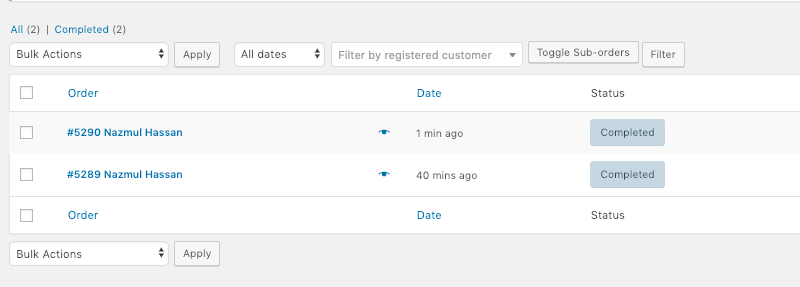 All (2) | Completed (2)
Bulk Actions Apply All dates Filter by registered customer Toggle Sub-orders Filter
Order Date Status
#5290 Nazmul Hassan 1 min ago Completed
#5289 Nazmul Hassan 40 mins ago Completed
Order Date Status
Bulk Actions Apply